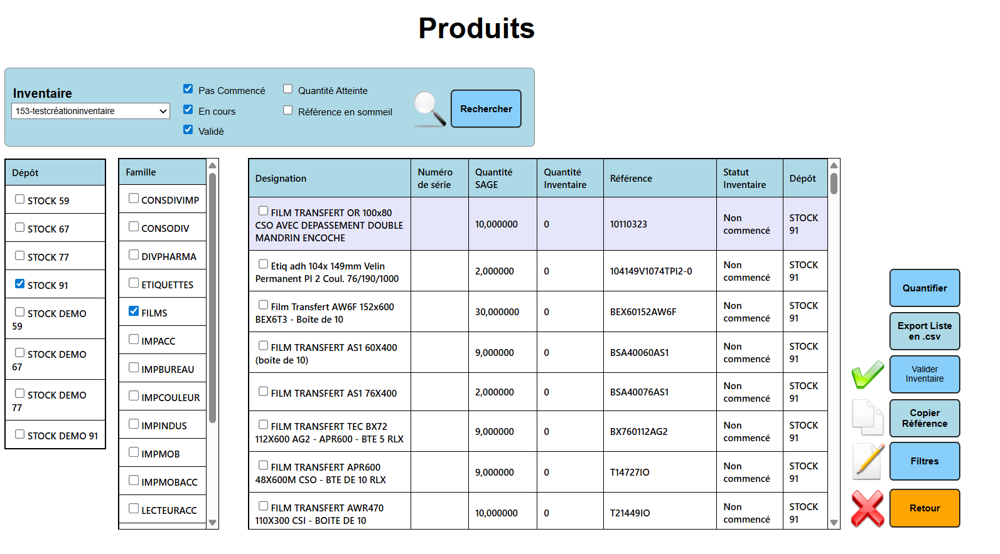 Produits
Inventaire
153-testcréationinventaire
Pas Commencé
En cours
Validé
Quantité Atteinte
Référence en sommeil
Rechercher
Dépôt
STOCK 59
STOCK 67
STOCK 77
STOCK 91
STOCK DEMO
59
STOCK DEMO
67
STOCK DEMO
77
STOCK DEMO 91
Famille
CONSDIVIMP
CONSODIV
DIVPHARMA
ETIQUETTES
FILMS
IMPACC
IMPBUREAU
IMPCOULEUR
IMPINDUS
IMPMOB
IMPMOBACC
LECTEURACC
Designation
Numéro
de série
Quantité
SAGE
Quantité
Inventaire
Référence
Statut
Inventaire
Dépôt
FILM TRANSFERT OR 100x80
CSO AVEC DEPASSEMENT DOUBLE
MANDRIN ENCOCHE
10,000000
0
10110323
Non
commencé
STOCK
91
Etiq adh 104x 149mm Velin
Permanent PI 2 Coul. 76/190/1000
2,000000
0
104149V1074TPI2-0
Non
commencé
STOCK
91
Film Transfert AW6F 152x600
BEX6T3 - Boîte de 10
30,000000
0
BEX60152AW6F
Non
commencé
STOCK
91
FILM TRANSFERT AS1 60X400
(boite de 10)
9,000000
0
BSA40060AS1
Non
commencé
STOCK
91
FILM TRANSFERT AS1 76X400
2,000000
0
BSA40076AS1
Non
commencé
STOCK
91
FILM TRANSFERT TEC BX72
112X600 AG2 - APR600 - BTE 5 RLX
9,000000
0
BX760112AG2
Non
commencé
STOCK
91
FILM TRANSFERT APR600
48X600M CSO - BTE DE 10 RLX
9,000000
0
T14727IO
Non
commencé
STOCK
91
FILM TRANSFERT AWR470
110X300 CSI - BOITE DE 10
10,000000
0
T21449IO
Non
commencé
STOCK
91
Quantifier
Export Liste
en .csv
Valider
Inventaire
Copier
Référence
Filtres
Retour